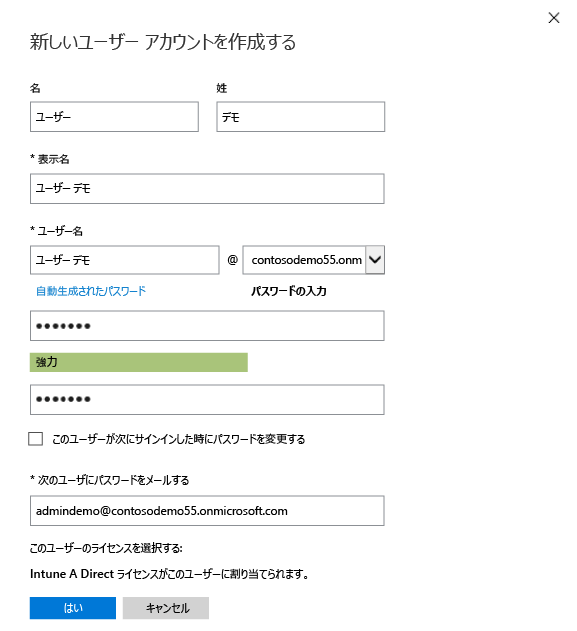 新しいユーザー アカウントを作成する
名 姓
ユーザー デモ
* 表示名
ユーザー デモ
* ユーザー名
ユーザー デモ @ contosodemo55.onm
自動生成されたパスワード パスワードの入力
●●●●●●●
強力
●●●●●●●
このユーザーが次にサインインした時にパスワードを変更する
* 次のユーザにパスワードをメールする
admindemo@contosodemo55.onmicrosoft.com
このユーザーのライセンスを選択する:
Intune A Direct ライセンスがこのユーザーに割り当てられます。
はい キャンセル